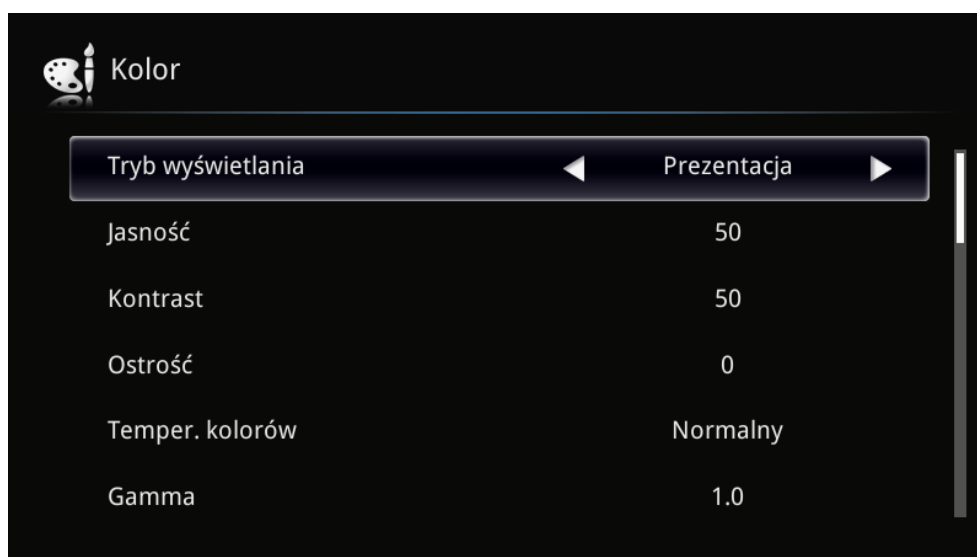 Kolor
Tryb wyświetlania Prezentacja
Jasność 50
Kontrast 50
Ostrość 0
Temper. kolorów Normalny
Gamma 1.0